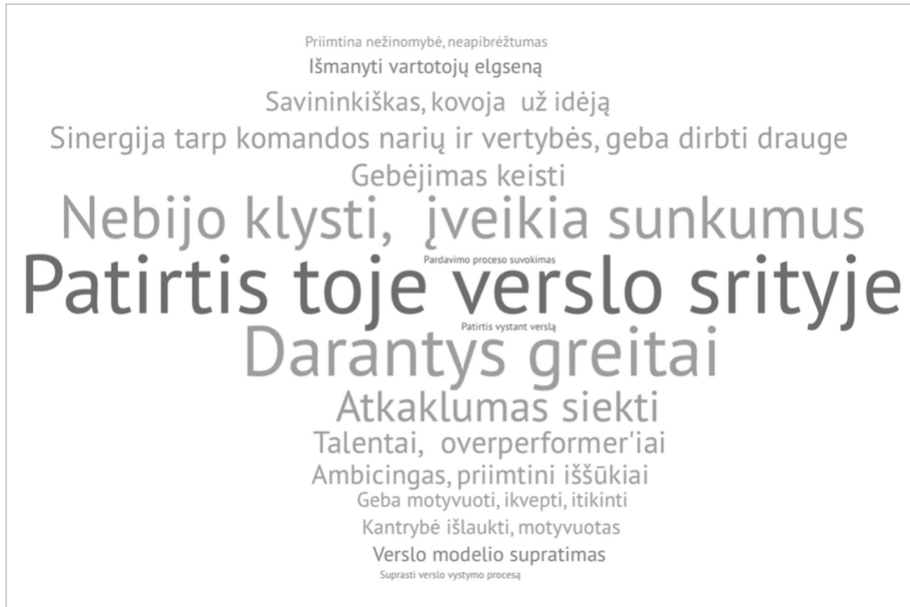 Priimtina nežinomybė, neapibrėžtumas
Išmanyti vartotojų elgseną
Savininkiškas, kovoja už idėją
Sinergija tarp komandos narių ir vertybės, geba dirbti drauge
Gebėjimas keisti
Nebijo klysti, įveikia sunkumus
Pardavimo proceso suvokimas
Patirtis toje verslo srityje
Patirtis vystant verslą
Darantys greitai
Atkaklumas siekti
Talentai, overperformer'iai
Ambicingas, priimtini iššūkiai
Geba motyvuoti, ikvepti, itikinti
Kantrybė išlaukti, motyvuotas
Verslo modelio supratimas
Suprasti verslo vystymo procesą